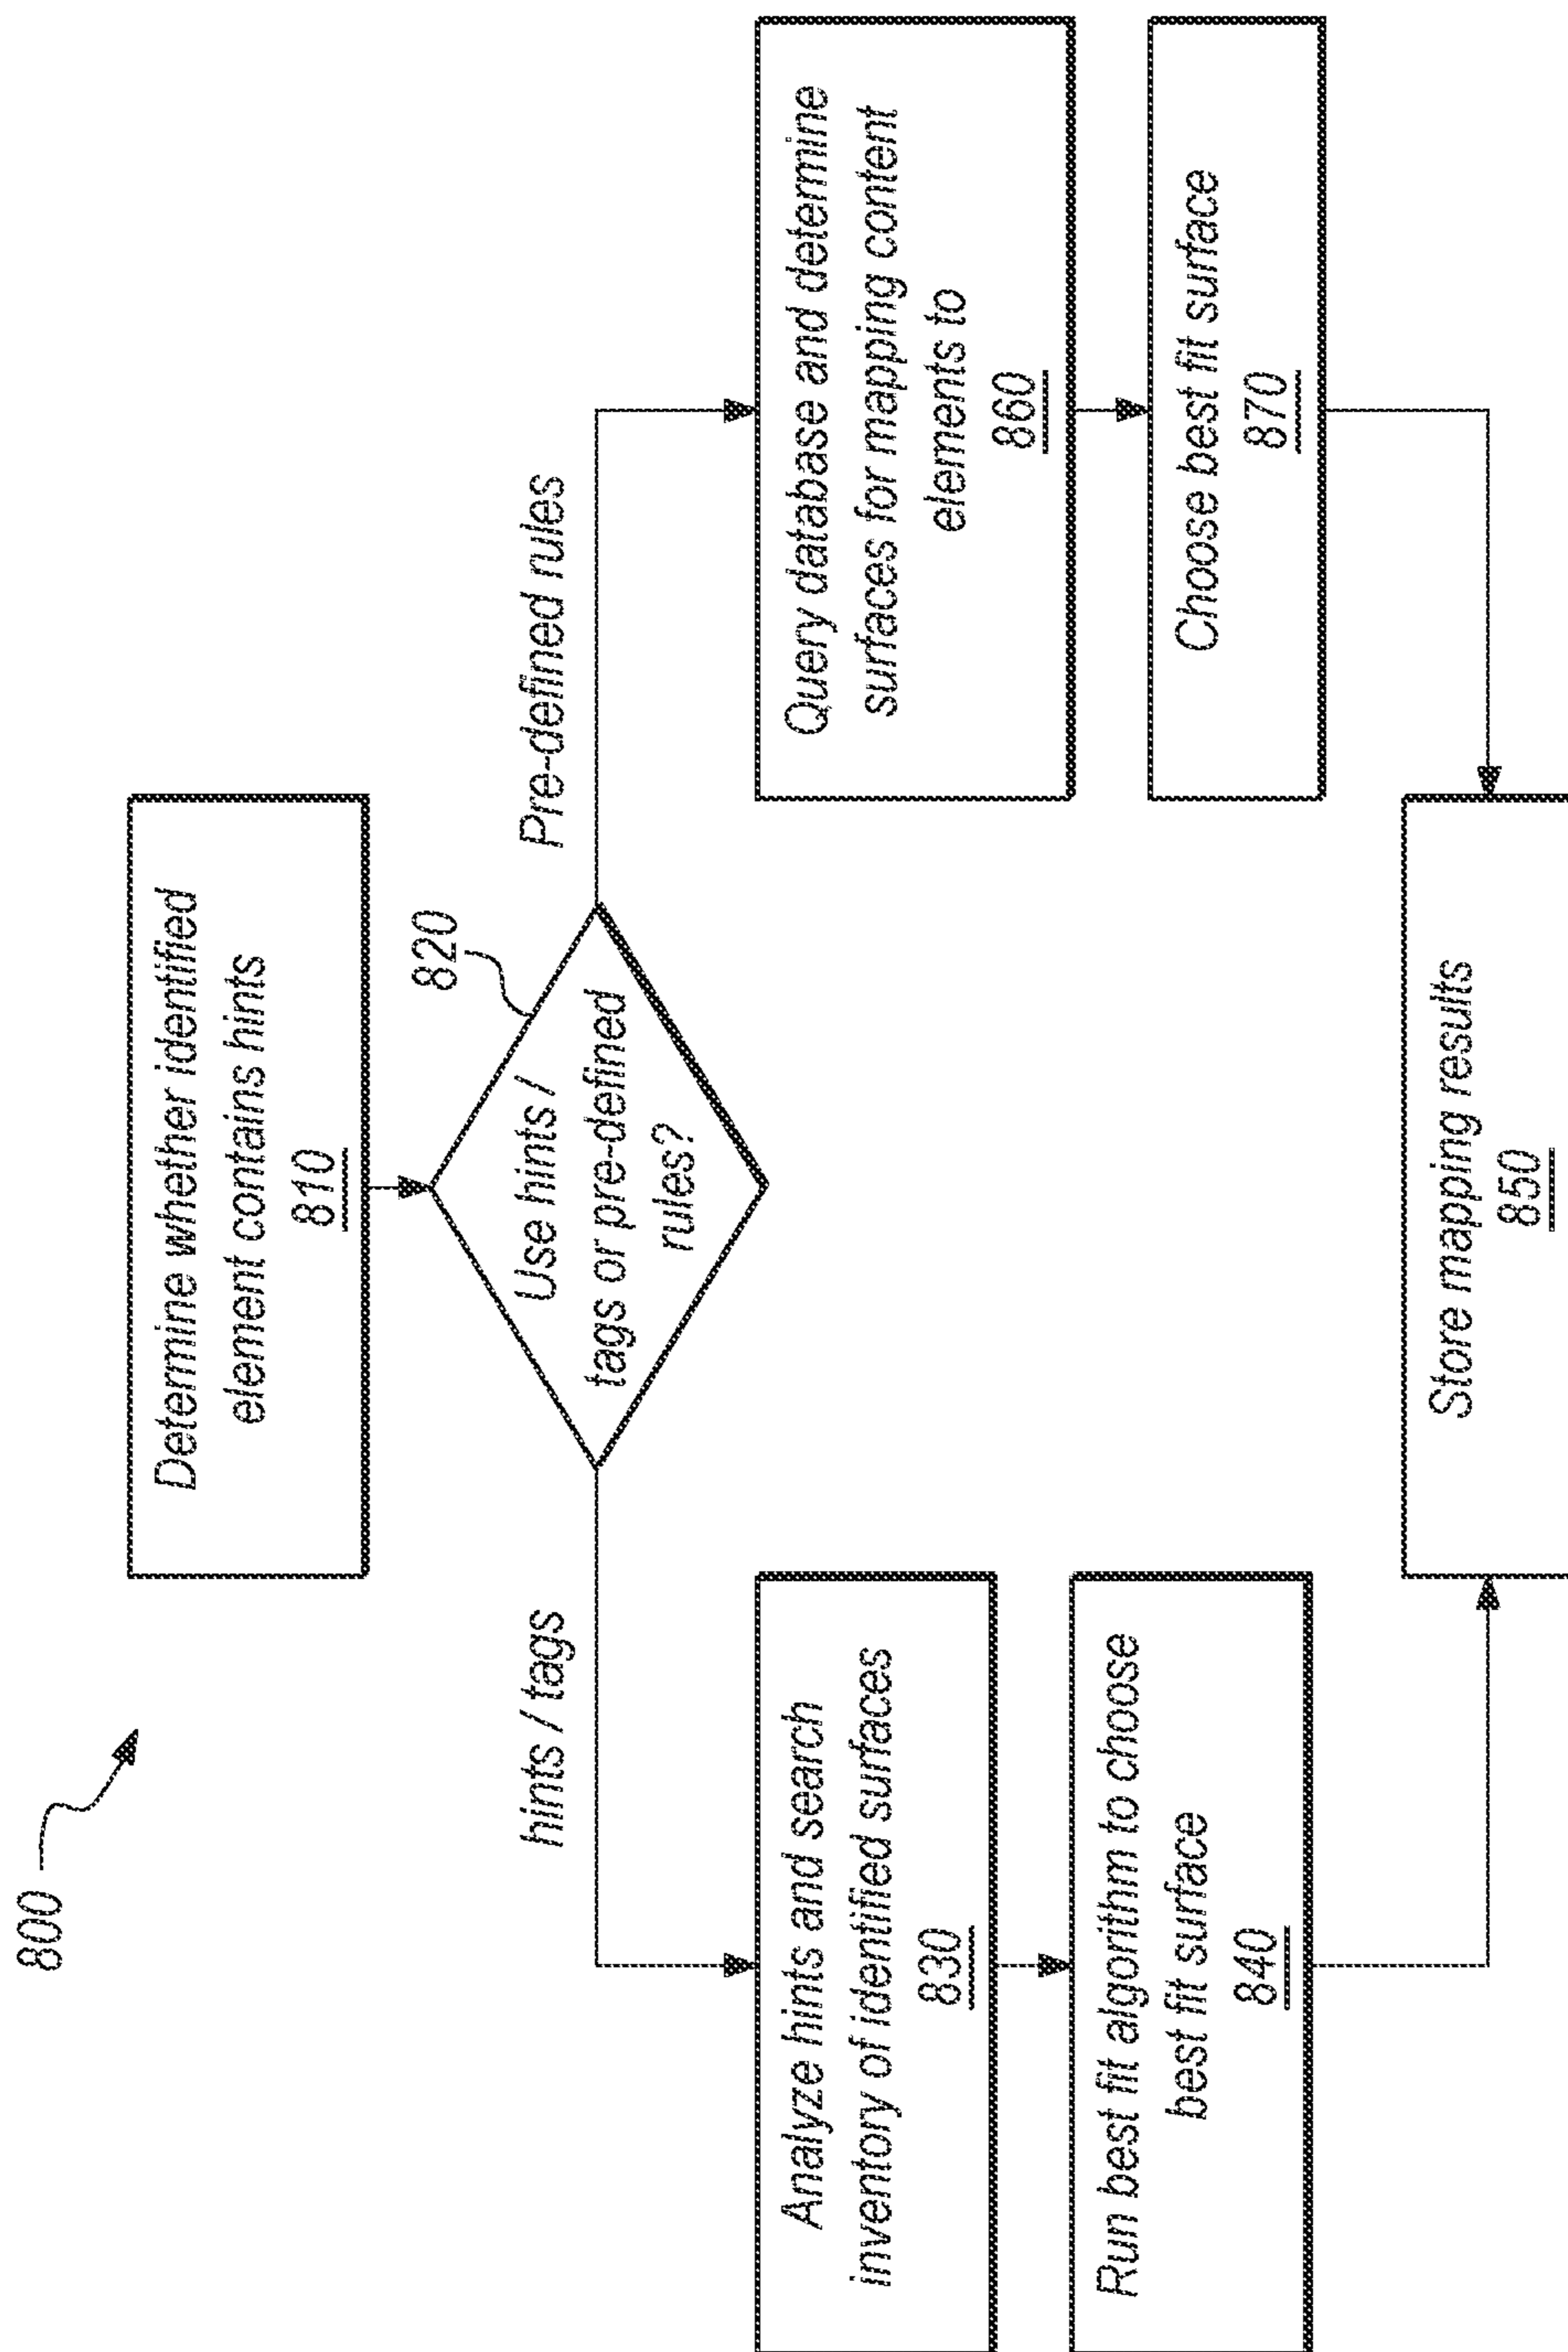 800
Determine whether identified
element contains hints
810
820
Use hints /
tags or pre-defined
rules?
hints / tags
Pre-defined rules
Analyze hints and search
inventory of identified surfaces
830
Run best fit algorithm to choose
best fit surface
840
Query database and determine
surfaces for mapping content
elements to
860
Choose best fit surface
870
Store mapping results
850